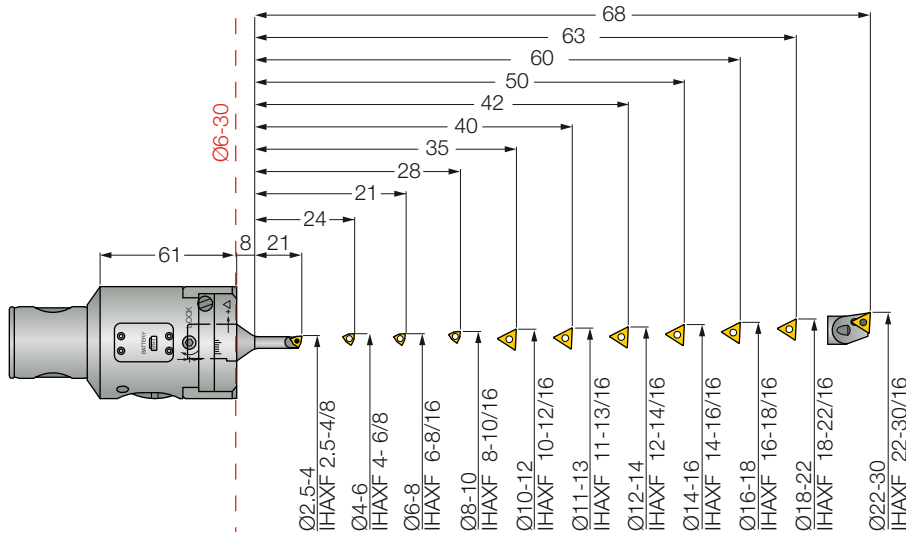 68
63
60
50
42
40
35
28
21
24
61
8
21
Ø6-30
LOCK
BATTERY
+
Ø2.5-4
IHAXF 2.5-4/8
Ø4-6
IHAXF 4- 6/8
Ø6-8
IHAXF 6-8/16
Ø8-10
IHAXF 8-10/16
Ø10-12
IHAXF 10-12/16
Ø11-13
IHAXF 11-13/16
Ø12-14
IHAXF 12-14/16
Ø14-16
IHAXF 14-16/16
Ø16-18
IHAXF 16-18/16
Ø18-22
IHAXF 18-22/16
Ø22-30
IHAXF 22-30/16